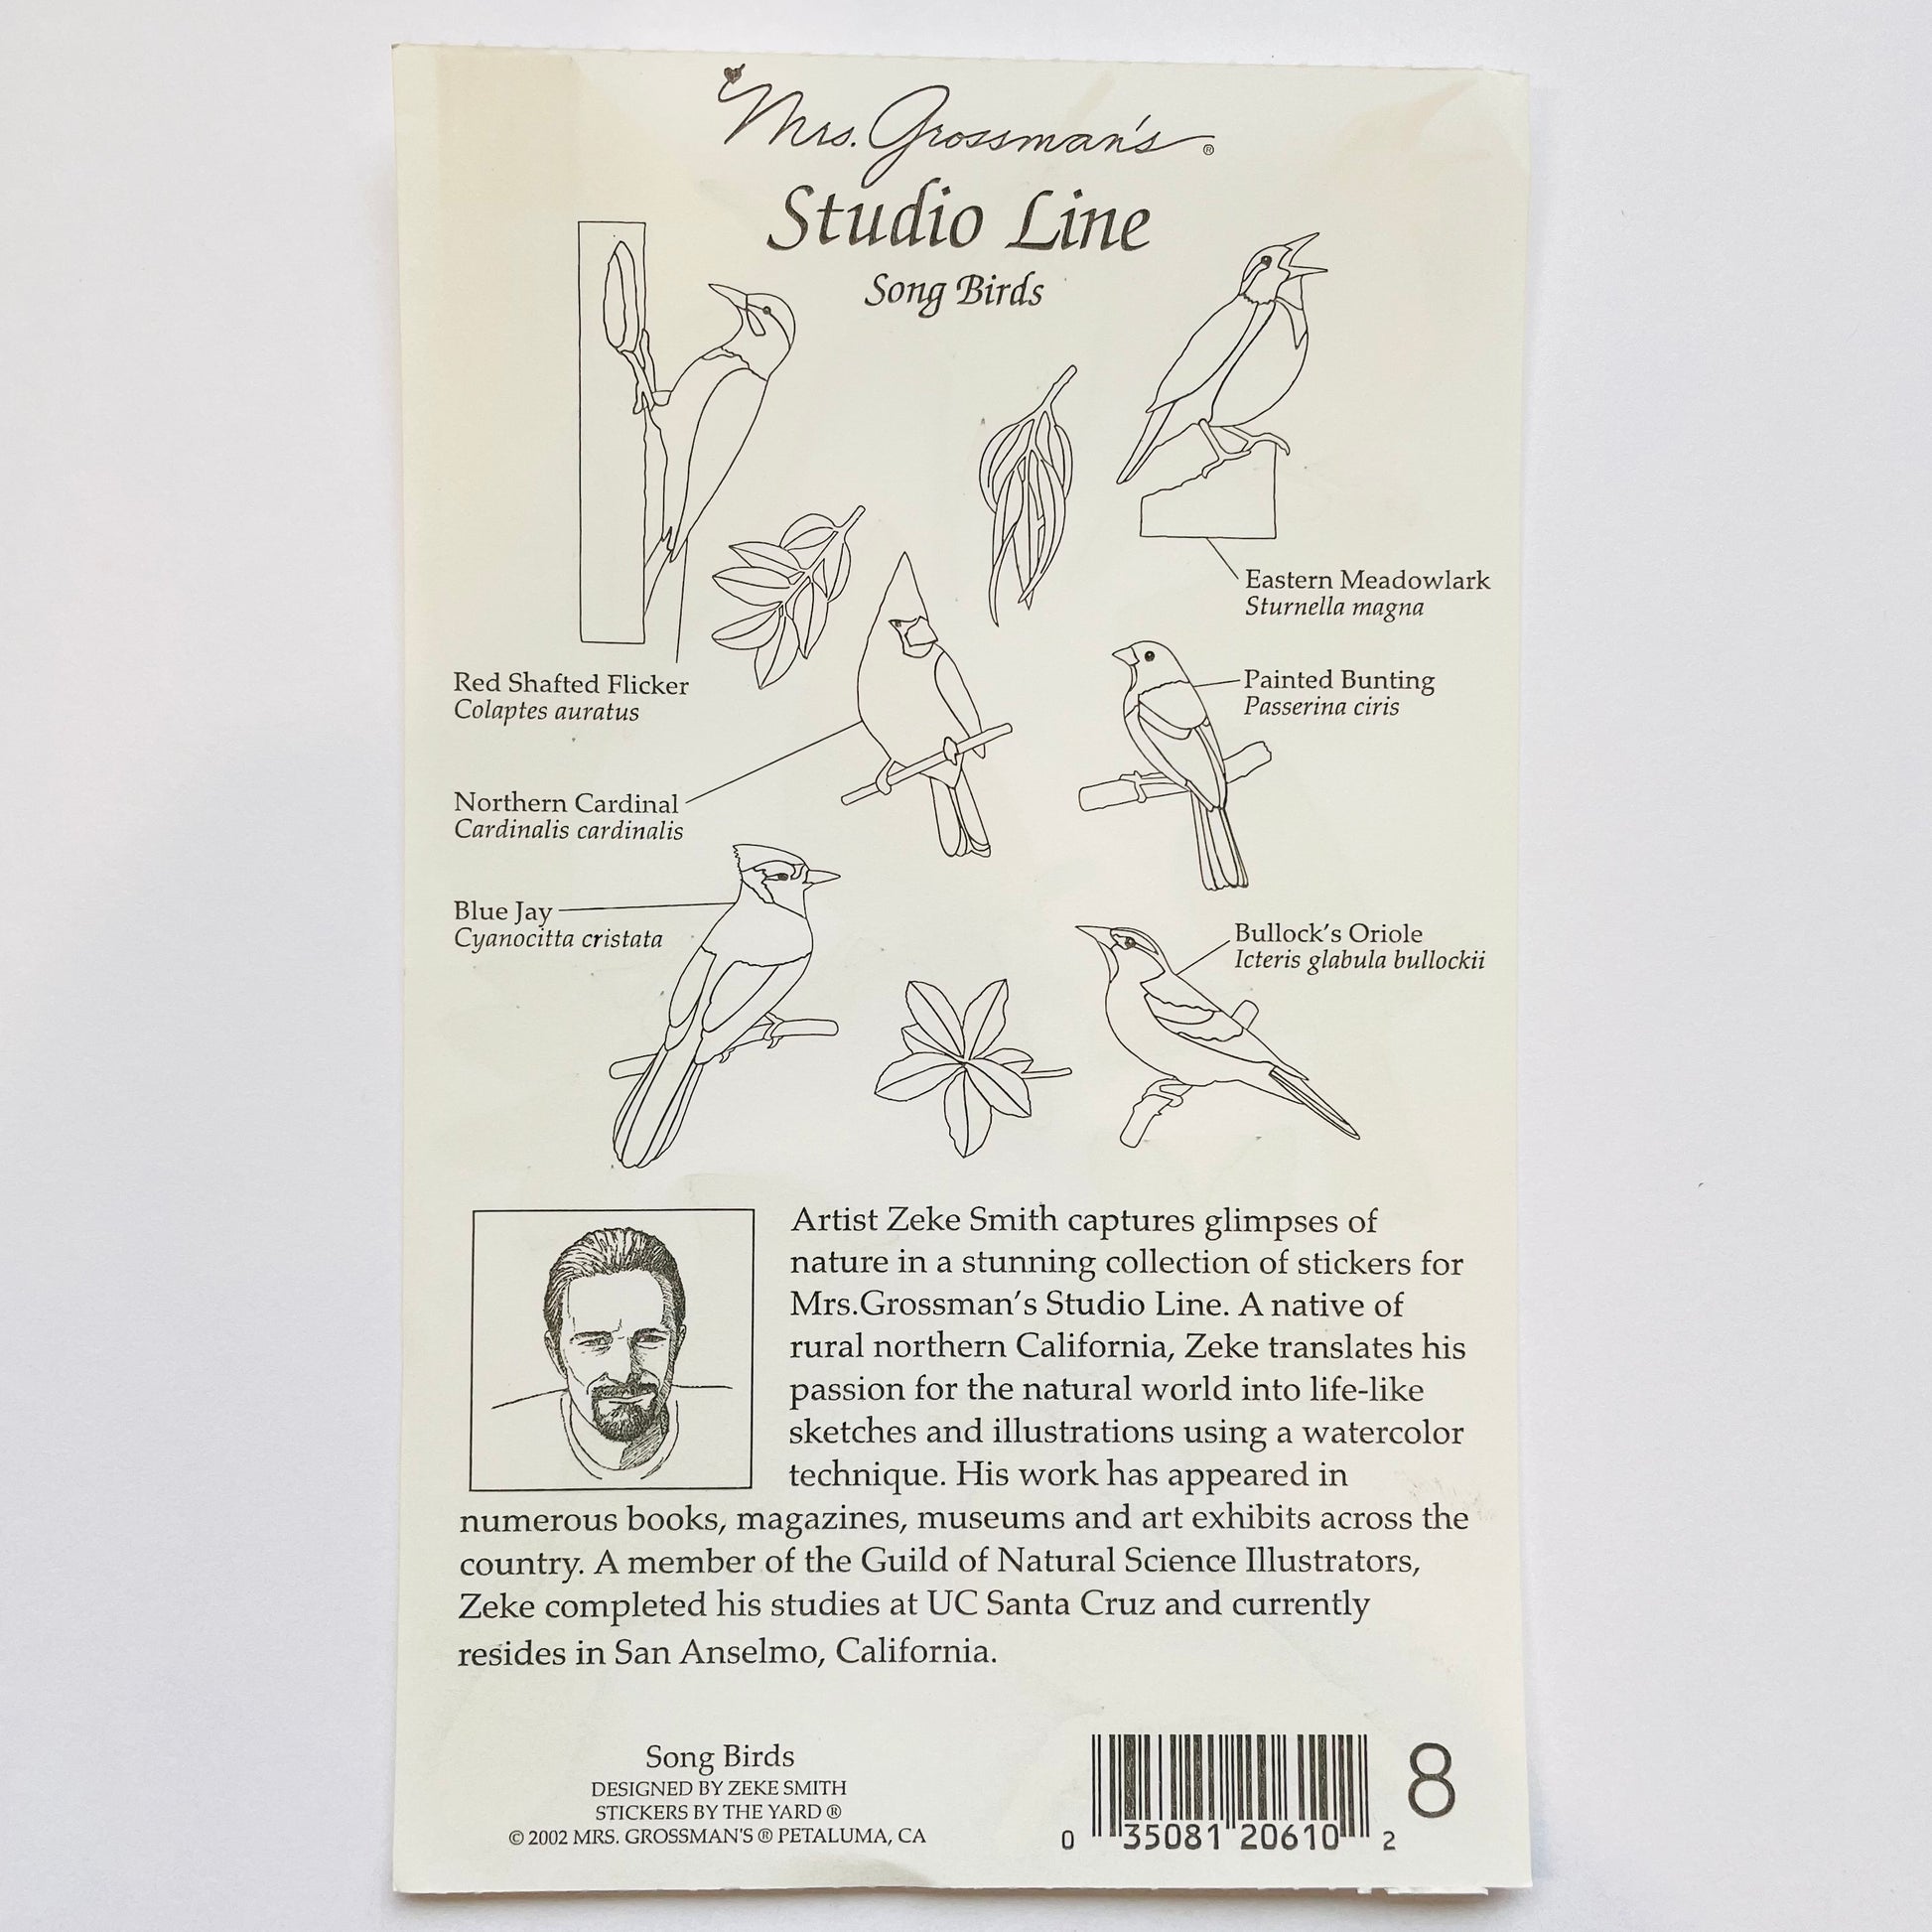 Mrs. Grossman's®
Studio Line
Song Birds
Eastern Meadowlark
Sturnella magna
Red Shafted Flicker
Colaptes auratus
Painted Bunting
Passerina ciris
Northern Cardinal
Cardinalis cardinalis
Blue Jay
Cyanocitta cristata
Bullock's Oriole
Icteris glabula bullockii
Artist Zeke Smith captures glimpses of
nature in a stunning collection of stickers for
Mrs.Grossman's Studio Line. A native of
rural northern California, Zeke translates his
passion for the natural world into life-like
sketches and illustrations using a watercolor
technique. His work has appeared in
numerous books, magazines, museums and art exhibits across the
country. A member of the Guild of Natural Science Illustrators,
Zeke completed his studies at UC Santa Cruz and currently
resides in San Anselmo, California.
Song Birds
DESIGNED BY ZEKE SMITH
STICKERS BY THE YARD ®
© 2002 MRS. GROSSMAN'S ® PETALUMA, CA
0 35081 20610 2
8